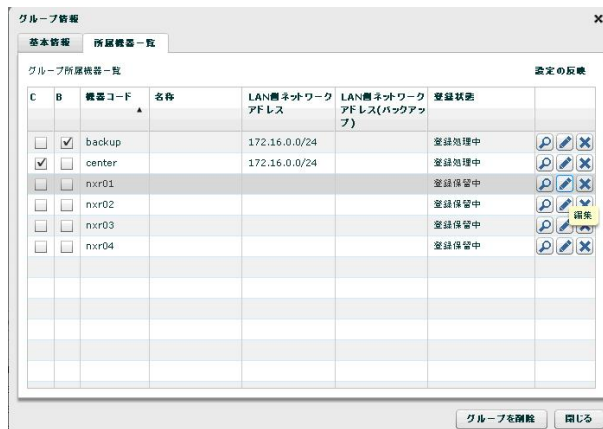 グループ情報
基本情報 所属機器一覧
グループ所属機器一覧 設定の反映
C B 機器コード 名称 LAN側ネットワークアドレス LAN側ネットワークアドレス(バックアップ) 登録状態
backup 172.16.0.0/24 登録処理中
center 172.16.0.0/24 登録処理中
nxr01 登録保留中
nxr02 登録保留中
編集
nxr03 登録保留中
nxr04 登録保留中
グループを削除 閉じる